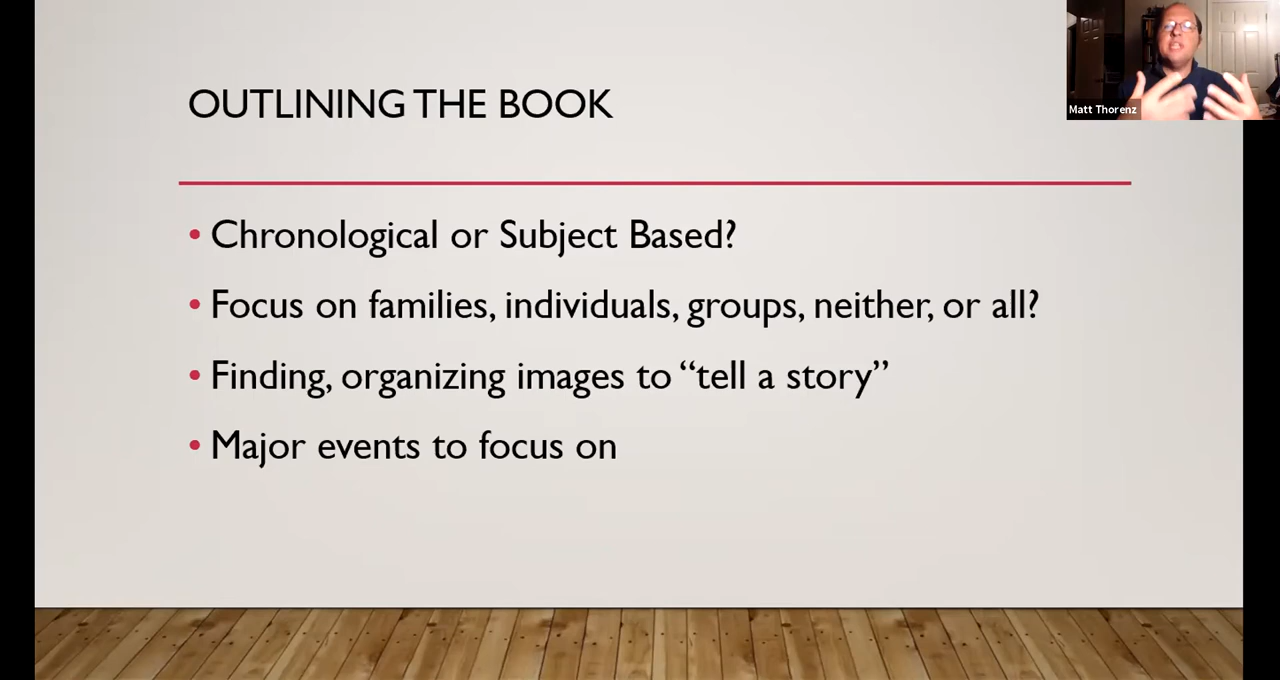 OUTLINING THE BOOK
Matt Thorenz
• Chronological or Subject Based?
• Focus on families, individuals, groups, neither, or all?
• Finding, organizing images to “tell a story”
• Major events to focus on